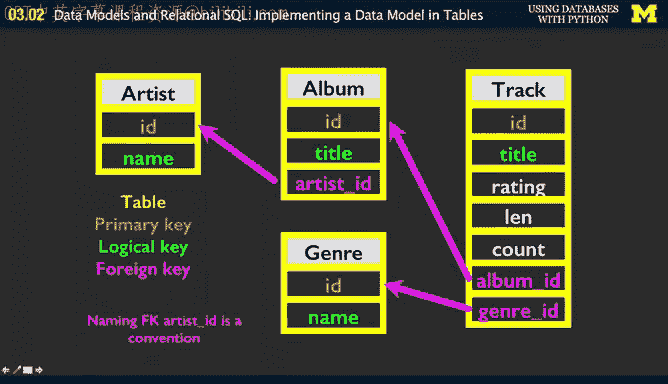 03.02 Data Models and Relational SQL: Implementing a Data Model in Tables
USING DATABASES
WITH PYTHON
M
Artist
id
name
Album
id
title
artist_id
Track
id
title
rating
len
count
album_id
genre_id
Genre
id
name
Table
Primary key
Logical key
Foreign key
Naming FK artist_id is a
convention